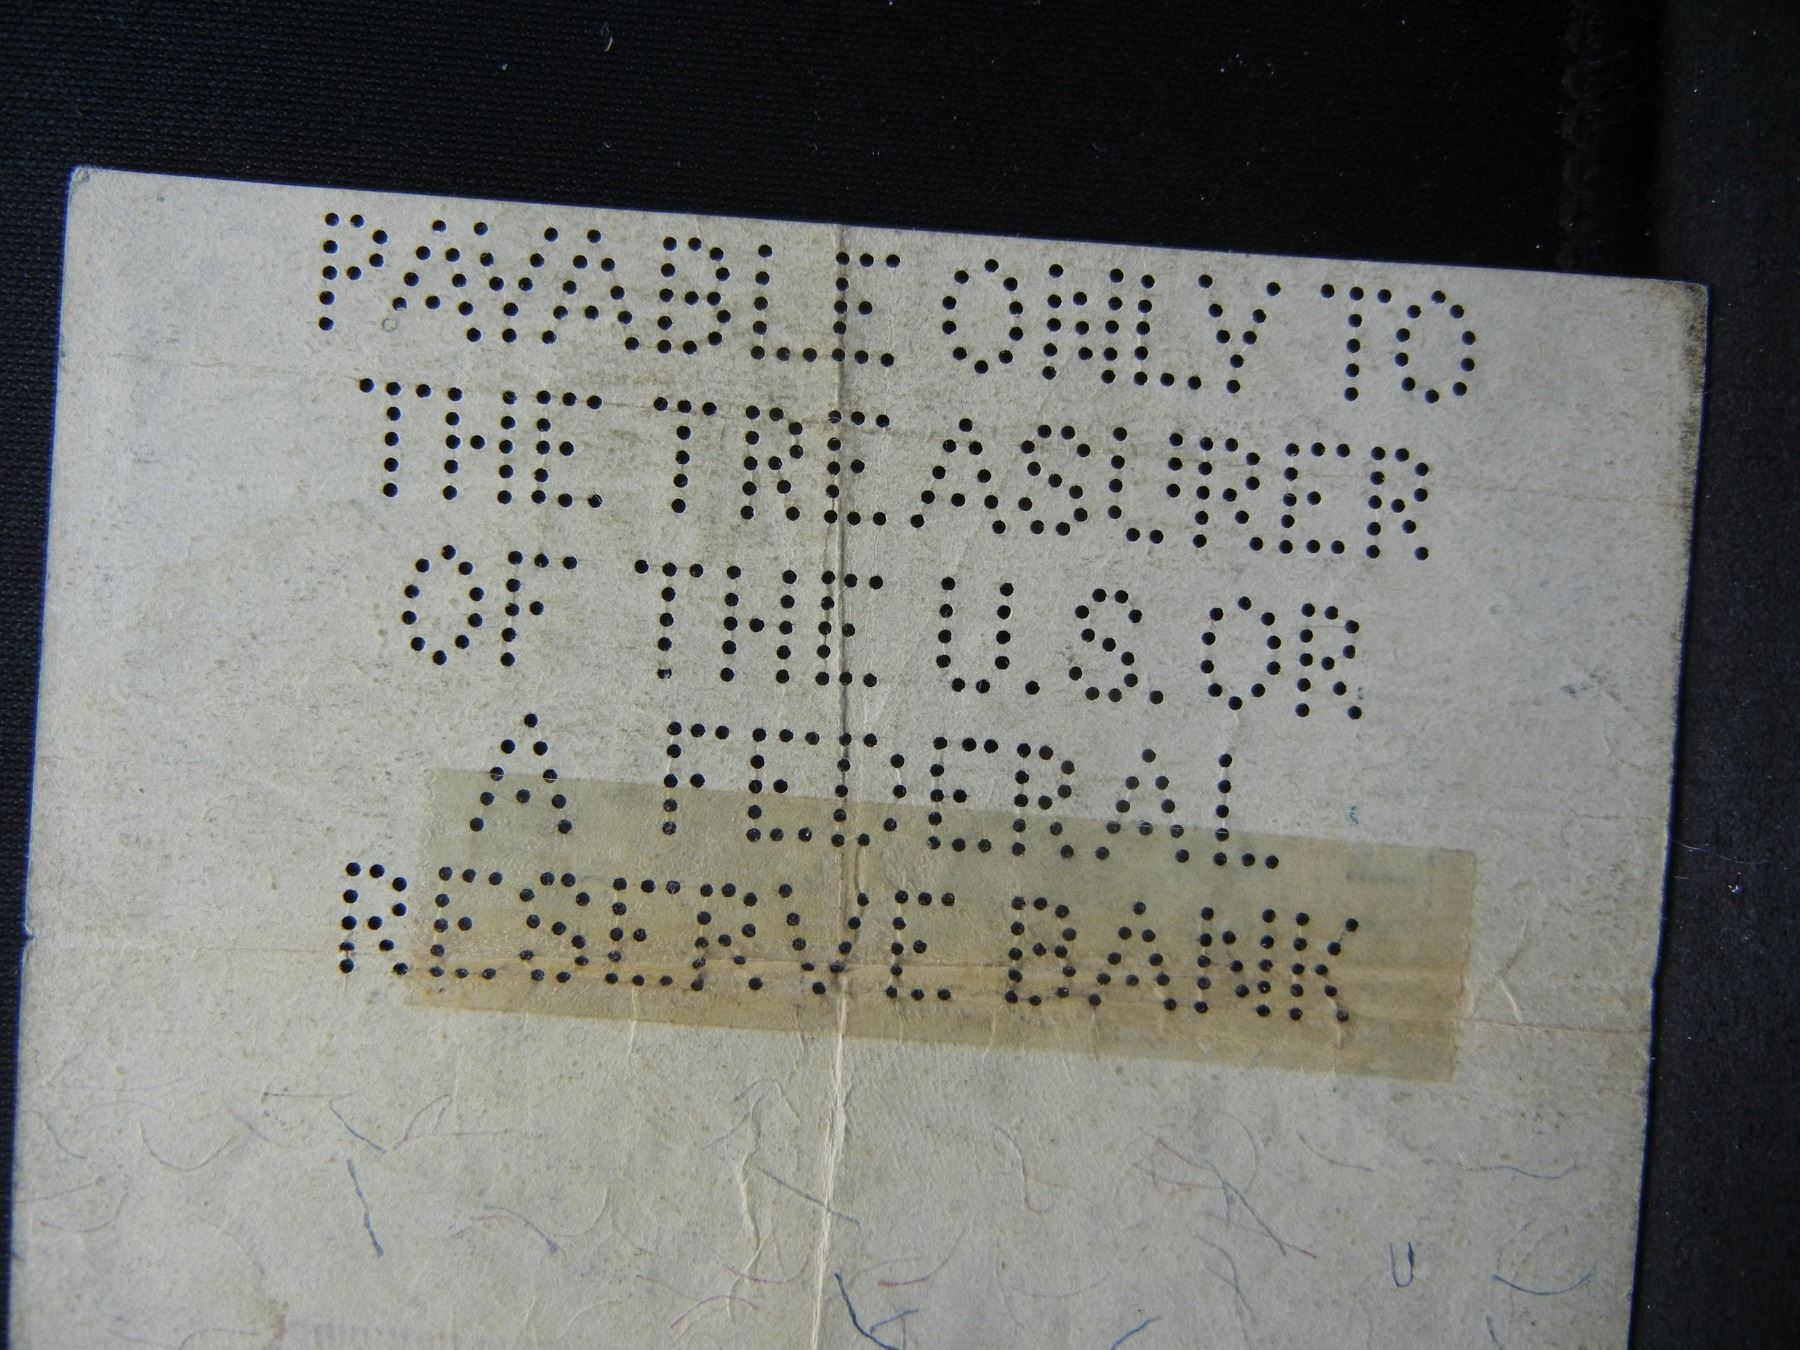 PAYABLE ONLY TO
THE TREASURER
OF THE U.S. OR
A FEDERAL
RESERVE BANK